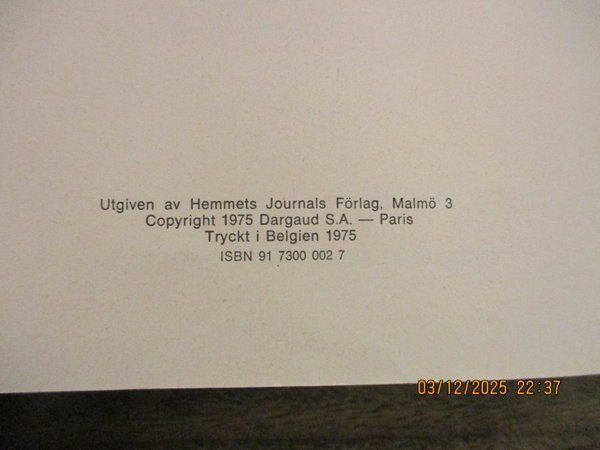 Utgiven av Hemmets Journals Förlag, Malmö 3
Copyright 1975 Dargaud S.A. — Paris
Tryckt i Belgien 1975
ISBN 91 7300 002 7
03/12/2025 22:37